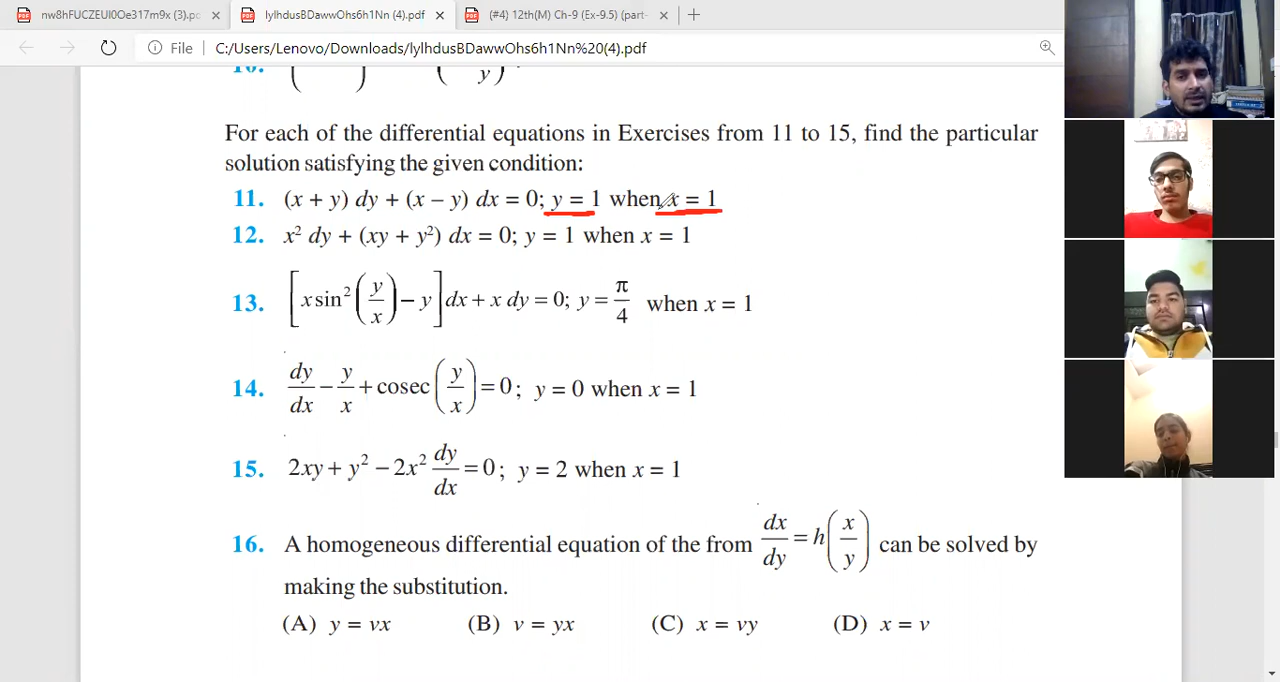 nw8hFUCZEUI0Oe317m9x (3).pc
lylhdusBDawwOhs6h1Nn (4).pdf
(#4) 12th(M) Ch-9 (Ex-9.5) (part-
File
C:/Users/Lenovo/Downloads/lylhdusBDawwOhs6h1Nn%20(4).pdf
For each of the differential equations in Exercises from 11 to 15, find the particular
solution satisfying the given condition:
11. (x + y) dy + (x – y) dx = 0; y = 1 when x = 1
12. x² dy + (xy + y²) dx = 0; y = 1 when x = 1
13. [x sin² (y/x) – y] dx + x dy = 0; y = π/4 when x = 1
14. dy/dx – y/x + cosec (y/x) = 0; y = 0 when x = 1
15. 2xy + y² – 2x² dy/dx = 0; y = 2 when x = 1
16. A homogeneous differential equation of the from dx/dy = h(x/y) can be solved by
making the substitution.
(A) y = vx (B) v = yx (C) x = vy (D) x = v